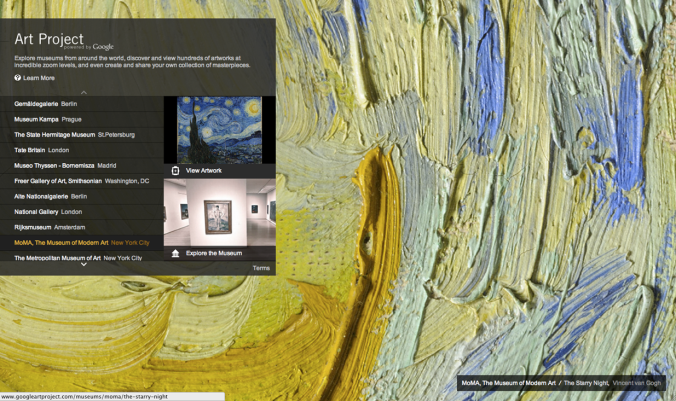 Art Project
powered by Google
Explore museums from around the world, discover and view hundreds of artworks at
incredible zoom levels, and even create and share your own collection of masterpieces.
? Learn More
Gemäldegalerie Berlin
Museum Kampa Prague
The State Hermitage Museum St.Petersburg
Tate Britain London
Museo Thyssen - Bornemisza Madrid
Freer Gallery of Art, Smithsonian Washington, DC
Alte Nationalgalerie Berlin
National Gallery London
Rijksmuseum Amsterdam
MoMA, The Museum of Modern Art New York City
The Metropolitan Museum of Art New York City
View Artwork
Explore the Museum
Terms
MoMA, The Museum of Modern Art / The Starry Night, Vincent van Gogh
www.googleartproject.com/museums/moma/the-starry-night